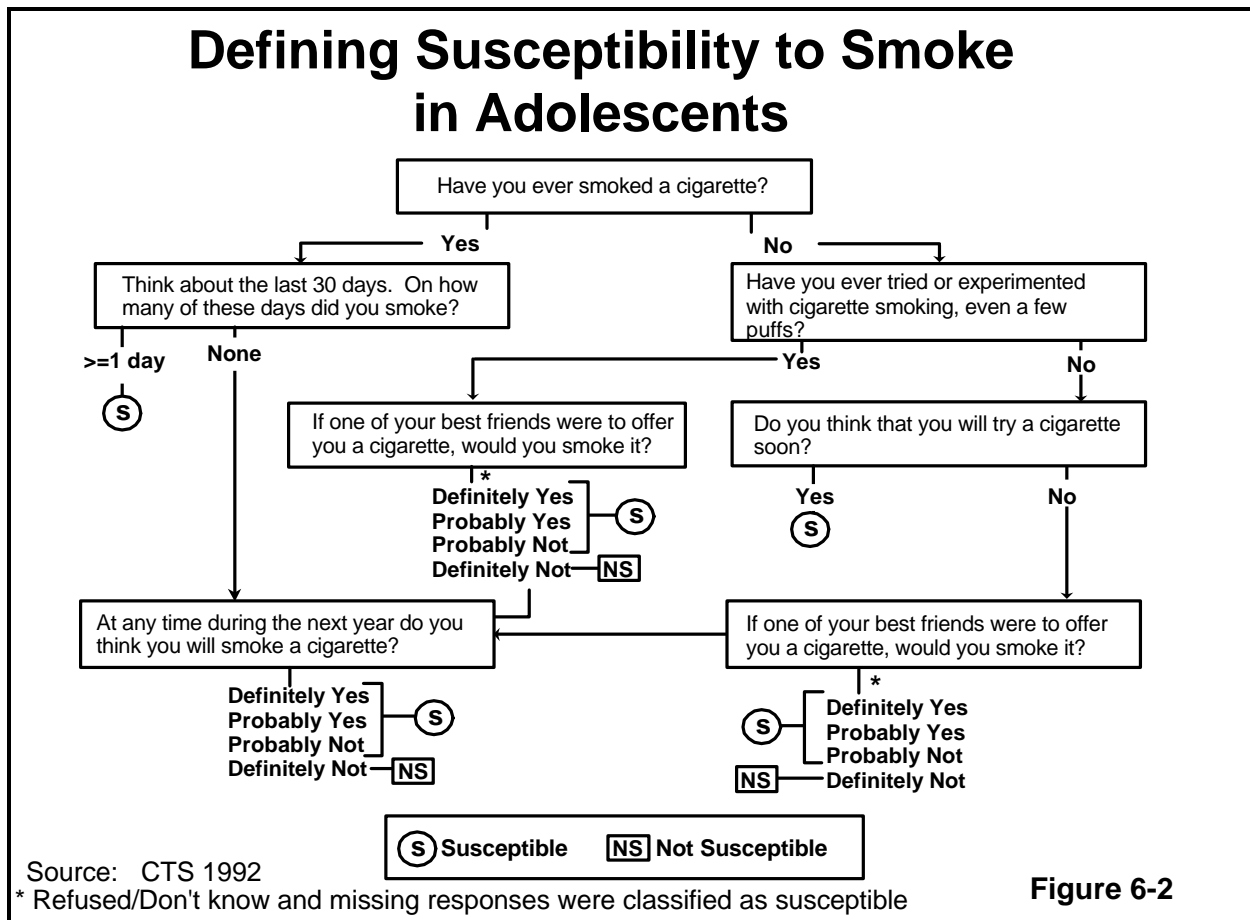 Defining Susceptibility to Smoke
in Adolescents
Have you ever smoked a cigarette?
Yes
No
Think about the last 30 days. On how
many of these days did you smoke?
Have you ever tried or experimented
with cigarette smoking, even a few
puffs?
>=1 day
None
S
Yes
No
If one of your best friends were to offer
you a cigarette, would you smoke it?
*
Definitely Yes
Probably Yes
Probably Not
S
Definitely Not
NS
Do you think that you will try a cigarette
soon?
Yes
No
S
At any time during the next year do you
think you will smoke a cigarette?
Definitely Yes
Probably Yes
Probably Not
S
Definitely Not
NS
If one of your best friends were to offer
you a cigarette, would you smoke it?
*
Definitely Yes
Probably Yes
Probably Not
S
NS
Definitely Not
S Susceptible NS Not Susceptible
Source: CTS 1992
* Refused/Don't know and missing responses were classified as susceptible
Figure 6-2